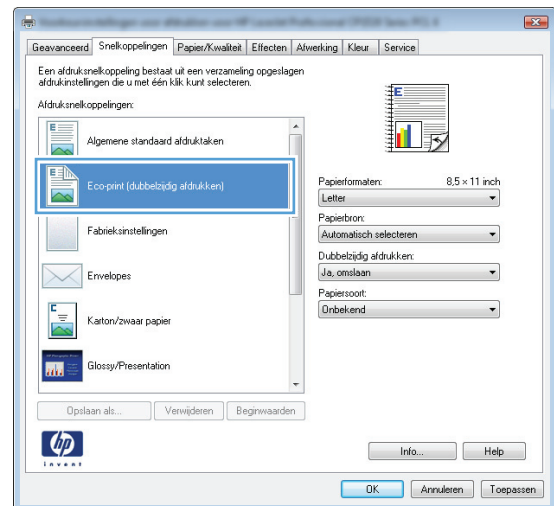 Geavanceerd Snelkoppelingen Papier/Kwaliteit Effecten Afwerking Kleur Service
Een afdruksnelkoppeling bestaat uit een verzameling opgeslagen
afdrukinstellingen die u met één klik kunt selecteren.
Afdruksnelkoppelingen:
Algemene standaard afdruktaken
Eco-print (dubbelzijdig afdrukken)
Fabrieksinstellingen
Envelopes
Karton/zwaar papier
Glossy/Presentation
Opslaan als... Verwijderen Beginwaarden
Papierformaten: 8,5 × 11 inch
Letter
Papierbron:
Automatisch selecteren
Dubbelzijdig afdrukken:
Ja, omslaan
Papiersoort:
Onbekend
hp
invent
Info... Help
OK Annuleren Toepassen